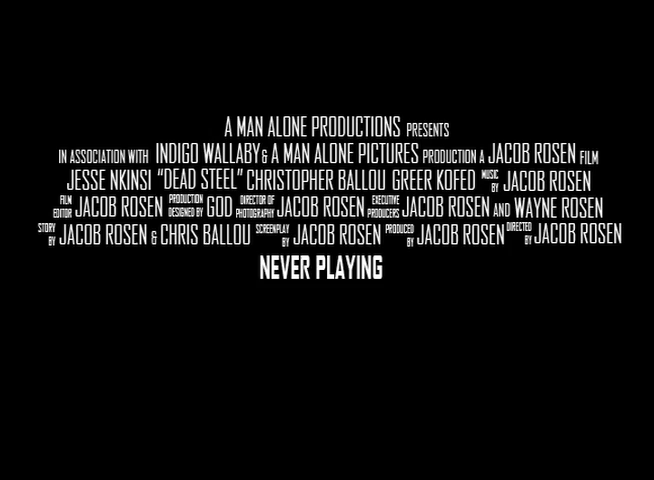 A MAN ALONE PRODUCTIONS PRESENTS
IN ASSOCIATION WITH INDIGO WALLABY & A MAN ALONE PICTURES PRODUCTION A JACOB ROSEN FILM
JESSE NKINSI "DEAD STEEL" CHRISTOPHER BALLOU GREER KOFED MUSIC BY JACOB ROSEN
FILM EDITOR JACOB ROSEN PRODUCTION DESIGNED BY GOD DIRECTOR OF PHOTOGRAPHY JACOB ROSEN EXECUTIVE PRODUCERS JACOB ROSEN AND WAYNE ROSEN
STORY BY JACOB ROSEN & CHRIS BALLOU SCREENPLAY BY JACOB ROSEN PRODUCED BY JACOB ROSEN DIRECTED BY JACOB ROSEN
NEVER PLAYING